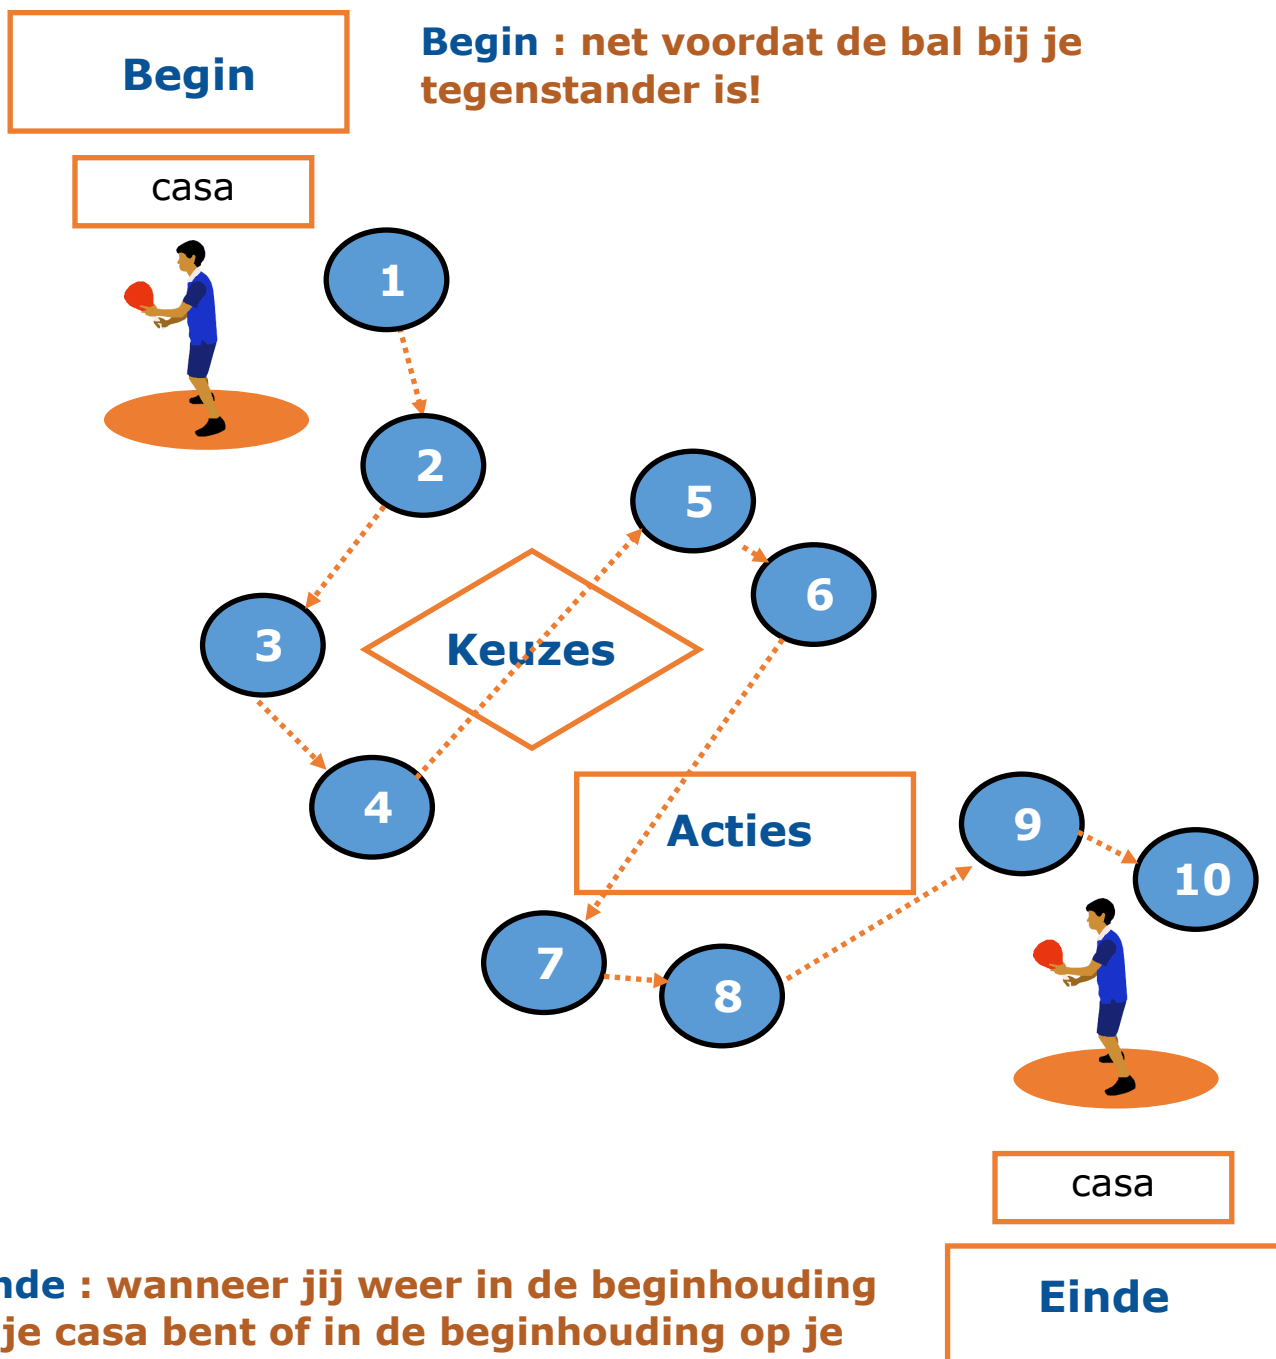 Begin
Begin : net voordat de bal bij je
tegenstander is!
casa
1
2
3
4
5
6
Keuzes
Acties
7
8
9
10
casa
Einde
nde : wanneer jij weer in de beginhouding
je casa bent of in de beginhouding op je